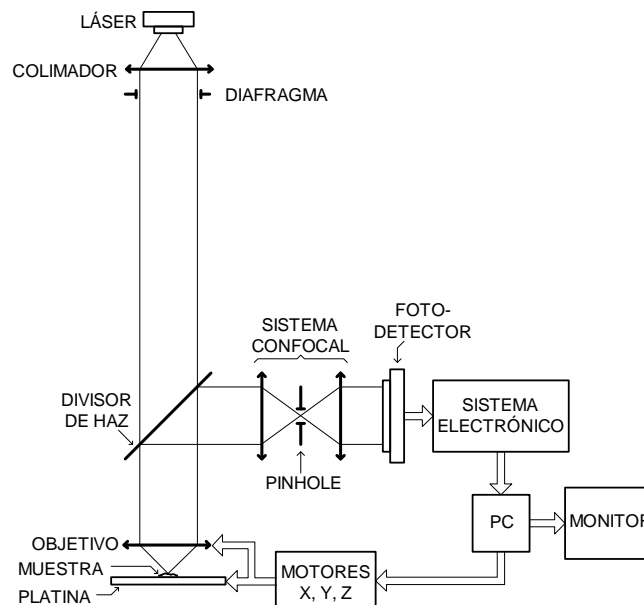 LÁSER
COLIMADOR
DIAFRAGMA
FOTO-
DETECTOR
SISTEMA
CONFOCAL
DIVISOR
DE HAZ
SISTEMA
ELECTRÓNICO
PINHOLE
PC
MONITOR
OBJETIVO
MUESTRA
PLATINA
MOTORES
X, Y, Z